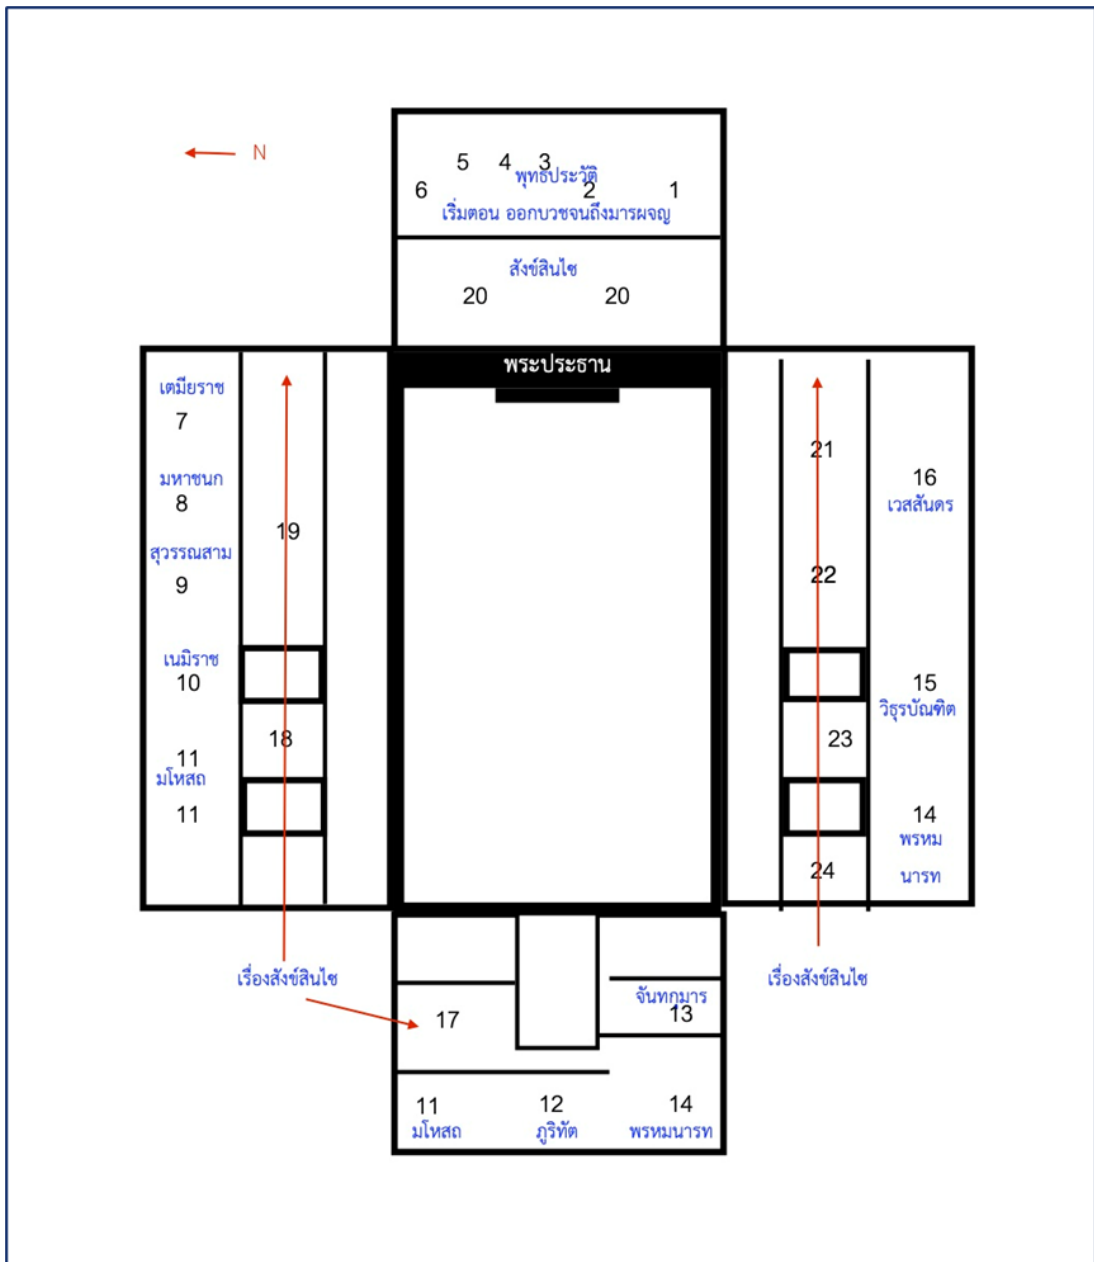 N
5 4 3
พุทธประวัติ
6 2 1
เริ่มตอน ออกบวชจนถึงมารผจญ
สังข์สินไซ
20 20
พระประธาน
เตมียราช
7
มหาชนก
8
สุวรรณสาม
9
19
เนมิราช
10
18
11
มโหสถ
11
21
16
เวสสันดร
22
15
วิธุรบัณฑิต
23
14
พรหม
นารท
24
เรื่องสังข์สินไซ
เรื่องสังข์สินไซ
จันทกุมาร
17
13
11 12 14
มโหสถ ภูริทัต พรหมนารท